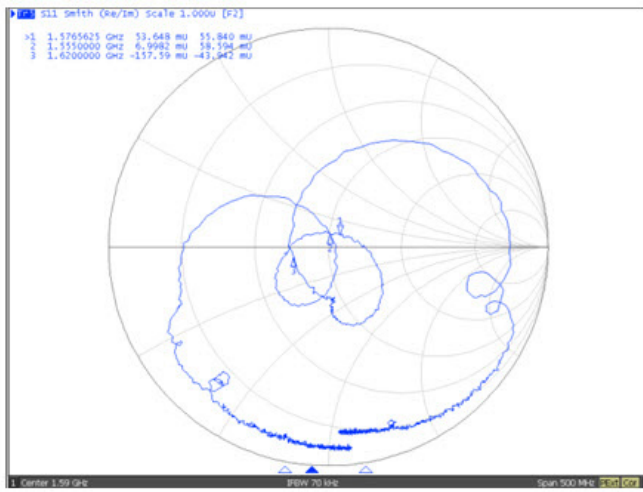 Tr3 S11 Smith (Re/Im) Scale 1.000U [F2]
>1 1.5765625 GHz 53.648 mU 55.840 mU
2 1.5550000 GHz 6.9982 mU 58.594 mU
3 1.6200000 GHz -157.59 mU -43.942 mU
1 Center 1.59 GHz IFBW 70 kHz Span 500 MHz Cor